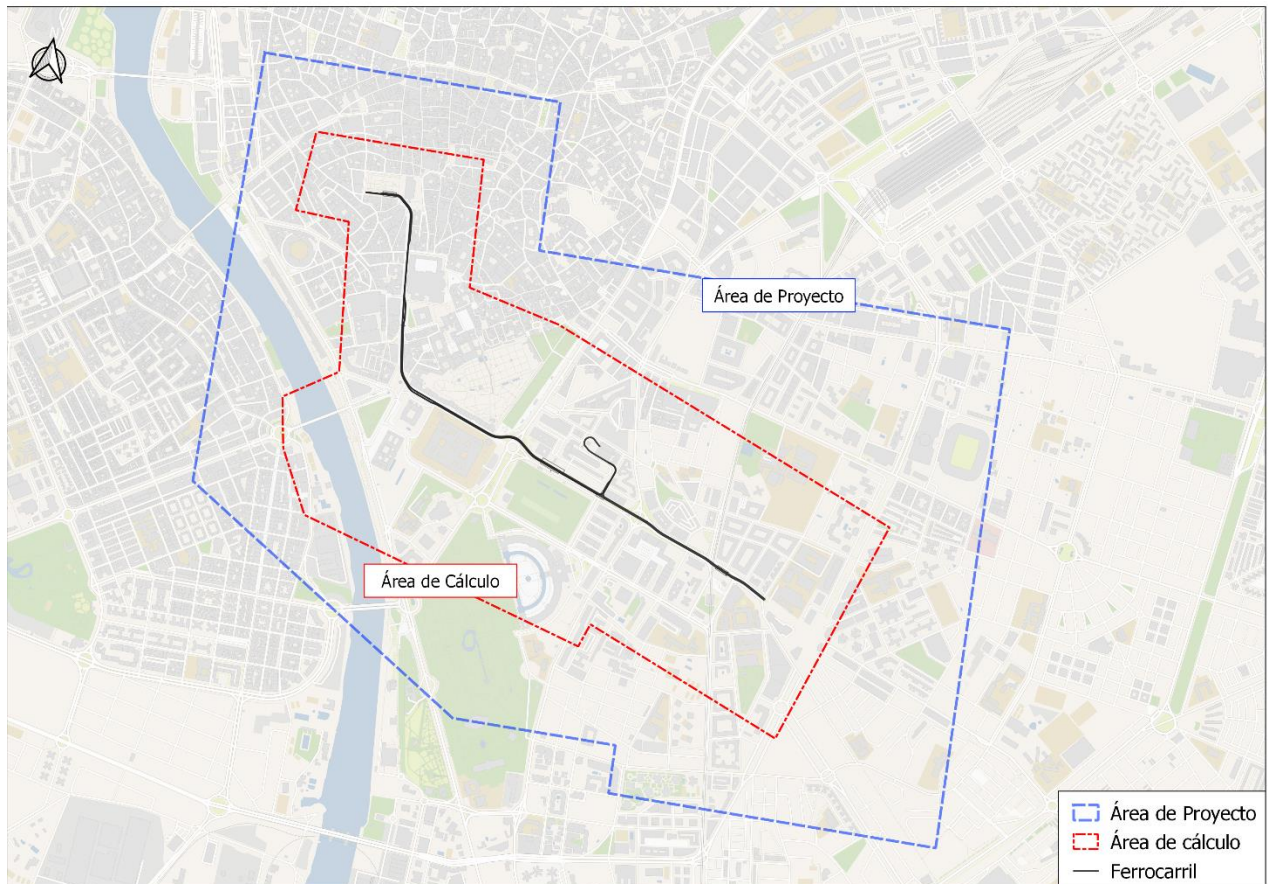 Área de Proyecto
Área de Cálculo
Área de Proyecto
Área de cálculo
Ferrocarril